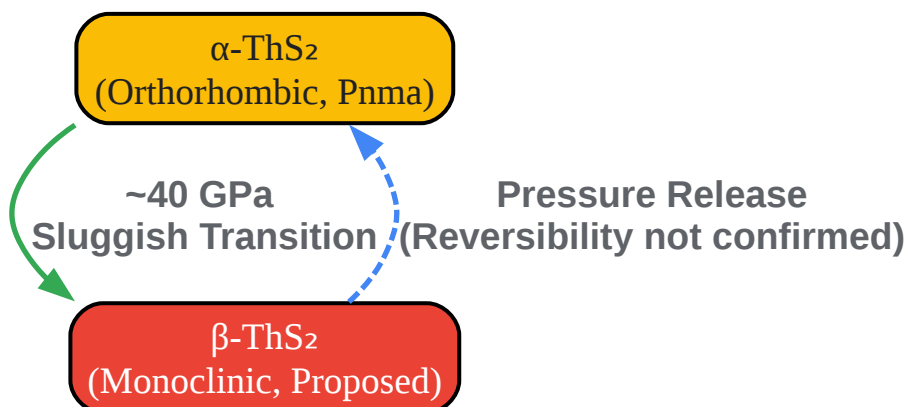 α-ThS₂
(Orthorhombic, Pnma)
~40 GPa
Sluggish Transition
Pressure Release
(Reversibility not confirmed)
β-ThS₂
(Monoclinic, Proposed)